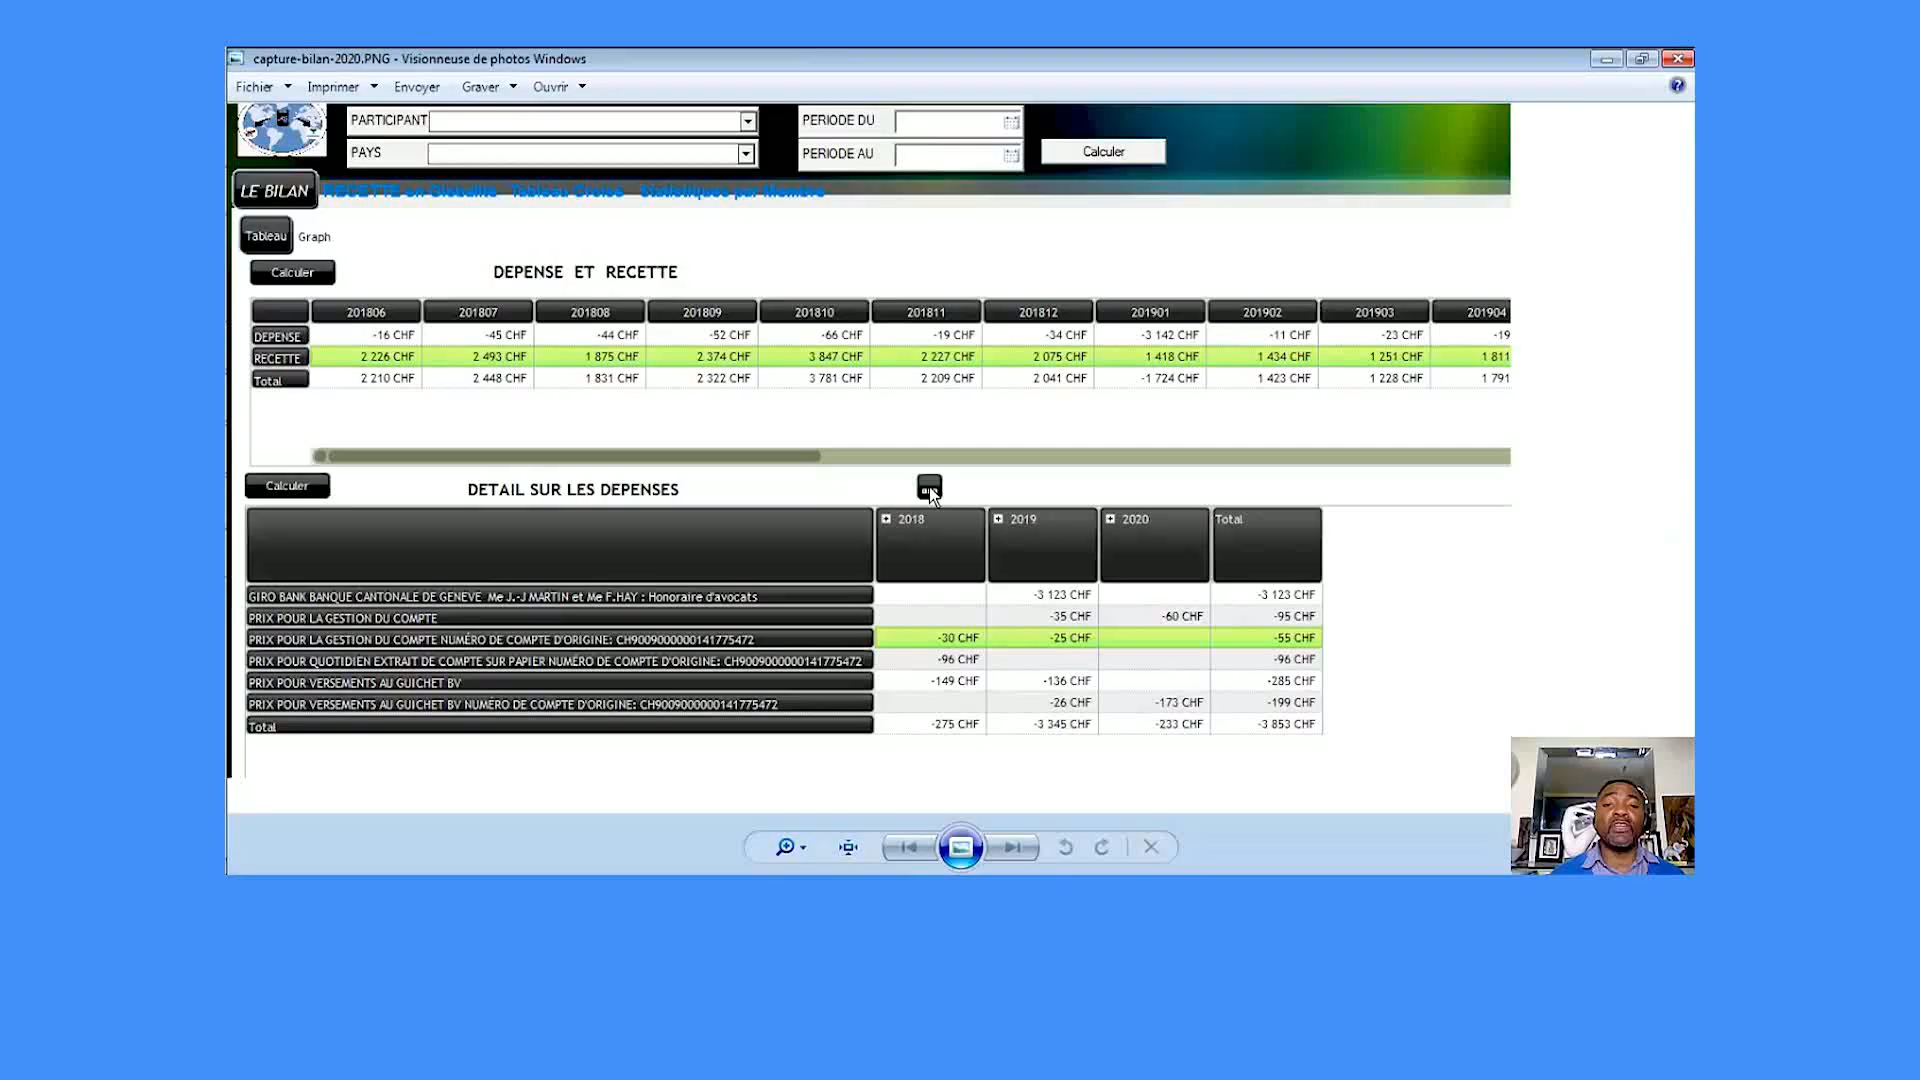 capture-bilan-2020.PNG - Visionneuse de photos Windows
Fichier Imprimer Envoyer Graver Ouvrir
PARTICIPANT PERIODE DU
PAYS PERIODE AU Calculer
LE BILAN RECETTE en Globalité Tableau Croisé Statistiques par Membre
Tableau Graph
Calculer DEPENSE ET RECETTE
201806 201807 201808 201809 201810 201811 201812 201901 201902 201903 201904
DEPENSE -16 CHF -45 CHF -44 CHF -52 CHF -66 CHF -19 CHF -34 CHF -3 142 CHF -11 CHF -23 CHF -19
RECETTE 2 226 CHF 2 493 CHF 1 875 CHF 2 374 CHF 3 847 CHF 2 227 CHF 2 075 CHF 1 418 CHF 1 434 CHF 1 251 CHF 1 811
Total 2 210 CHF 2 448 CHF 1 831 CHF 2 322 CHF 3 781 CHF 2 209 CHF 2 041 CHF -1 724 CHF 1 423 CHF 1 228 CHF 1 791
Calculer DETAIL SUR LES DEPENSES
2018 2019 2020 Total
GIRO BANK BANQUE CANTONALE DE GENEVE Me J.-J MARTIN et Me F.HAY : Honoraire d'avocats -3 123 CHF -3 123 CHF
PRIX POUR LA GESTION DU COMPTE -35 CHF -60 CHF -95 CHF
PRIX POUR LA GESTION DU COMPTE NUMÉRO DE COMPTE D'ORIGINE: CH9009000000141775472 -30 CHF -25 CHF -55 CHF
PRIX POUR QUOTIDIEN EXTRAIT DE COMPTE SUR PAPIER NUMÉRO DE COMPTE D'ORIGINE: CH9009000000141775472 -96 CHF -96 CHF
PRIX POUR VERSEMENTS AU GUICHET BV -149 CHF -136 CHF -285 CHF
PRIX POUR VERSEMENTS AU GUICHET BV NUMÉRO DE COMPTE D'ORIGINE: CH9009000000141775472 -26 CHF -173 CHF -199 CHF
Total -275 CHF -3 345 CHF -233 CHF -3 853 CHF